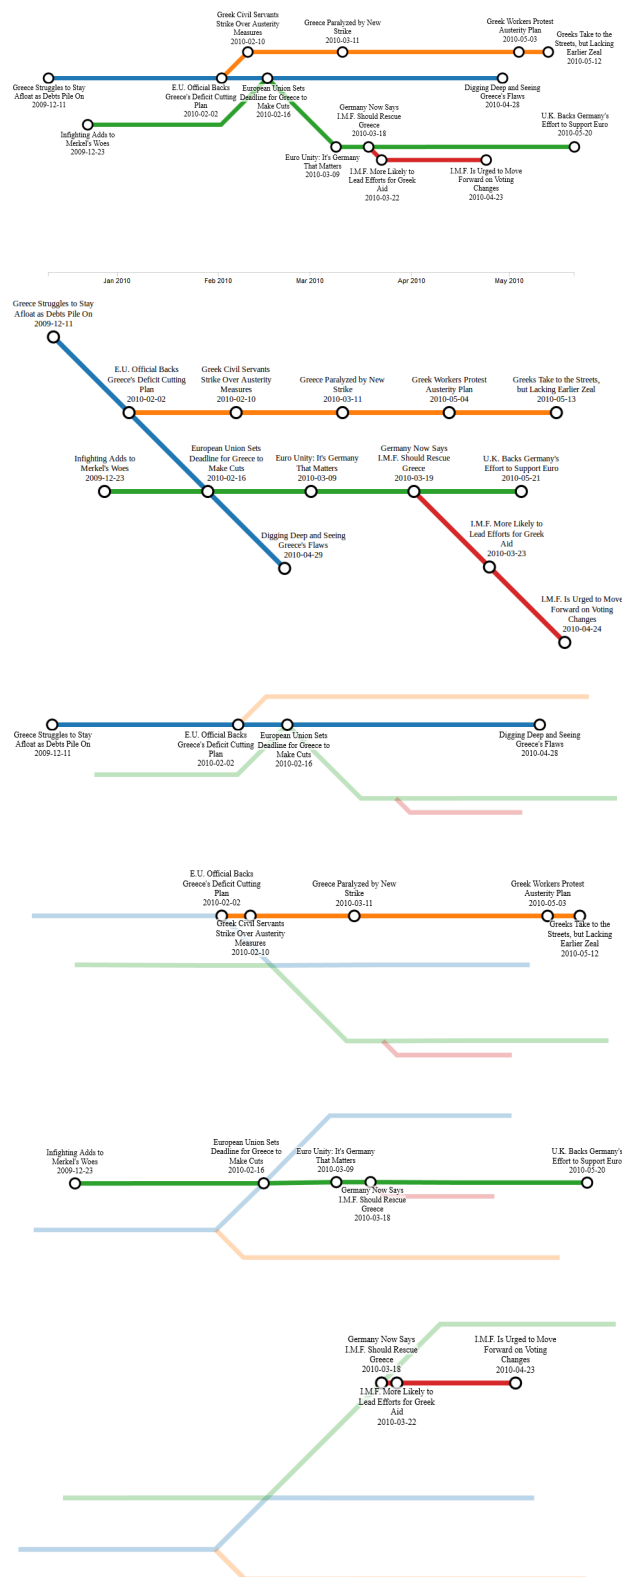 Greek Civil Servants
Strike Over Austerity
Measures
2010-02-10
Greece Paralyzed by New
Strike
2010-03-11
Greek Workers Protest
Austerity Plan
2010-05-03
Greeks Take to the
Streets, but Lacking
Earlier Zeal
2010-05-12
Greece Struggles to Stay
Afloat as Debts Pile On
2009-12-11
E.U. Official Backs
Greece's Deficit Cutting
Plan
2010-02-02
European Union Sets
Deadline for Greece to
Make Cuts
2010-02-16
Digging Deep and Seeing
Greece's Flaws
2010-04-28
Infighting Adds to
Merkel's Woes
2009-12-23
Germany Now Says
I.M.F. Should Rescue
Greece
2010-03-18
U.K. Backs Germany's
Effort to Support Euro
2010-05-20
Euro Unity: It's Germany
That Matters
2010-03-09
I.M.F. More Likely to
Lead Efforts for Greek
Aid
2010-03-22
I.M.F. Is Urged to Move
Forward on Voting
Changes
2010-04-23
Jan 2010
Feb 2010
Mar 2010
Apr 2010
May 2010
Greece Struggles to Stay
Afloat as Debts Pile On
2009-12-11
E.U. Official Backs
Greece's Deficit Cutting
Plan
2010-02-02
Greek Civil Servants
Strike Over Austerity
Measures
2010-02-10
Greece Paralyzed by New
Strike
2010-03-11
Greek Workers Protest
Austerity Plan
2010-05-04
Greeks Take to the Streets,
but Lacking Earlier Zeal
2010-05-13
Infighting Adds to
Merkel's Woes
2009-12-23
European Union Sets
Deadline for Greece to
Make Cuts
2010-02-16
Euro Unity: It's Germany
That Matters
2010-03-09
Germany Now Says
I.M.F. Should Rescue
Greece
2010-03-19
U.K. Backs Germany's
Effort to Support Euro
2010-05-21
Digging Deep and Seeing
Greece's Flaws
2010-04-29
I.M.F. More Likely to
Lead Efforts for Greek
Aid
2010-03-23
I.M.F. Is Urged to Move
Forward on Voting
Changes
2010-04-24
Greece Struggles to Stay
Afloat as Debts Pile On
2009-12-11
E.U. Official Backs
Greece's Deficit Cutting
Plan
2010-02-02
European Union Sets
Deadline for Greece to
Make Cuts
2010-02-16
Digging Deep and Seeing
Greece's Flaws
2010-04-28
E.U. Official Backs
Greece's Deficit Cutting
Plan
2010-02-02
Greece Paralyzed by New
Strike
2010-03-11
Greek Workers Protest
Austerity Plan
2010-05-03
Greek Civil Servants
Strike Over Austerity
Measures
2010-02-10
Greeks Take to the
Streets, but Lacking
Earlier Zeal
2010-05-12
Infighting Adds to
Merkel's Woes
2009-12-23
European Union Sets
Deadline for Greece to
Make Cuts
2010-02-16
Euro Unity: It's Germany
That Matters
2010-03-09
U.K. Backs Germany's
Effort to Support Euro
2010-05-20
Germany Now Says
I.M.F. Should Rescue
Greece
2010-03-18
Germany Now Says
I.M.F. Should Rescue
Greece
2010-03-18
I.M.F. Is Urged to Move
Forward on Voting
Changes
2010-04-23
I.M.F. More Likely to
Lead Efforts for Greek
Aid
2010-03-22